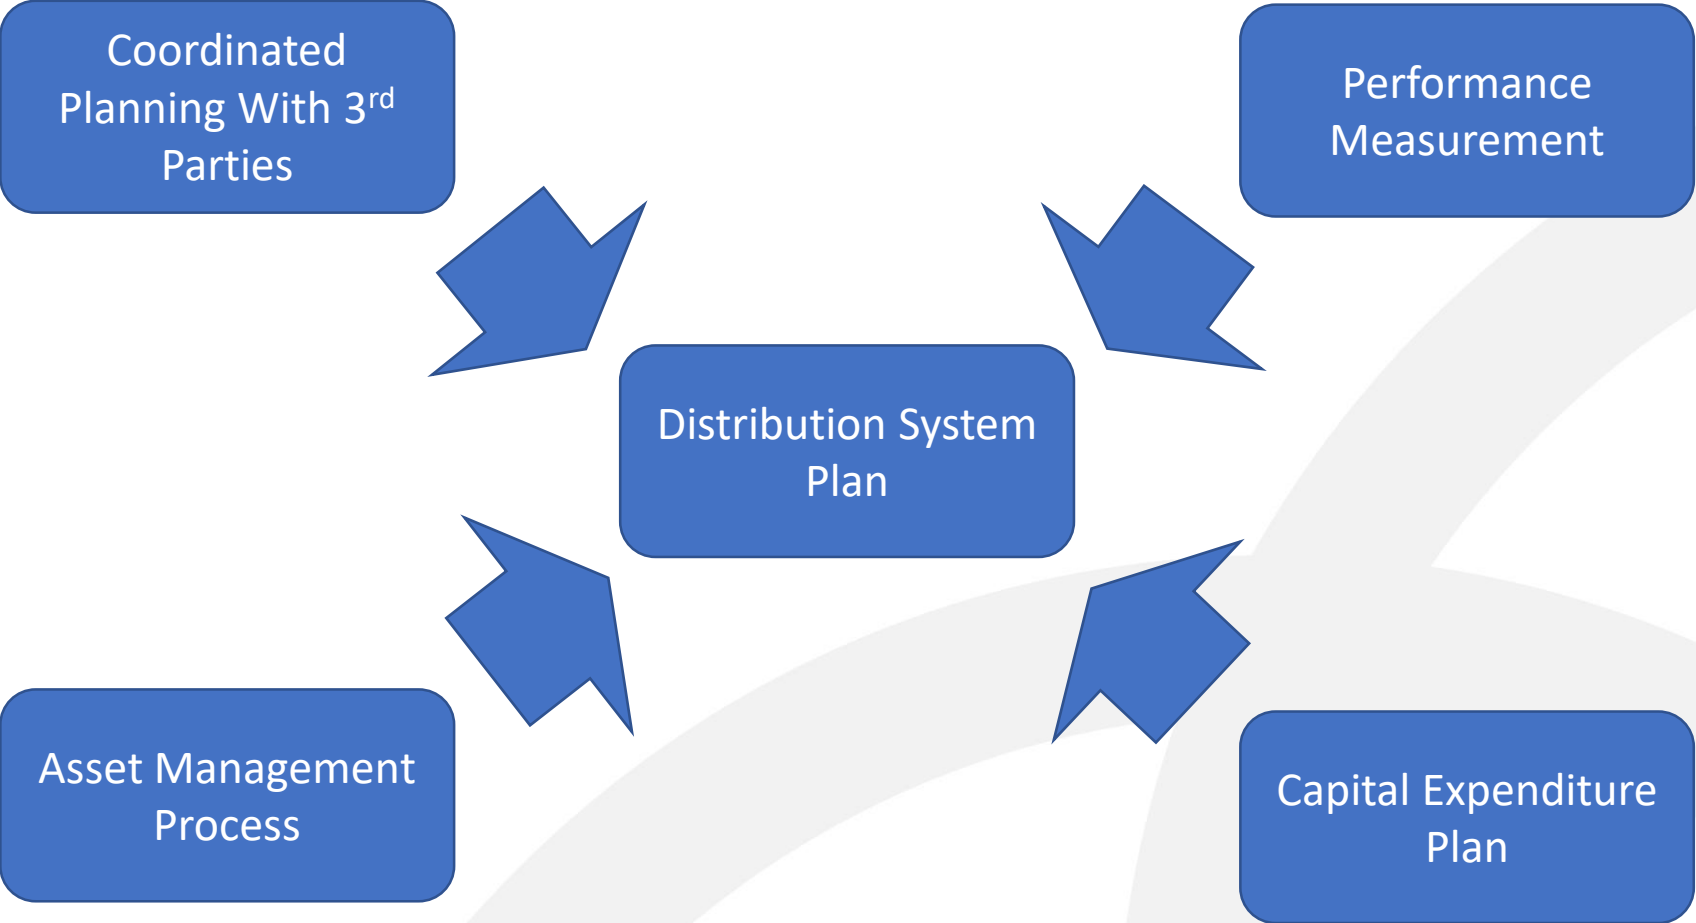 Coordinated
Planning With 3rd
Parties
Performance
Measurement
Distribution System
Plan
Asset Management
Process
Capital Expenditure
Plan